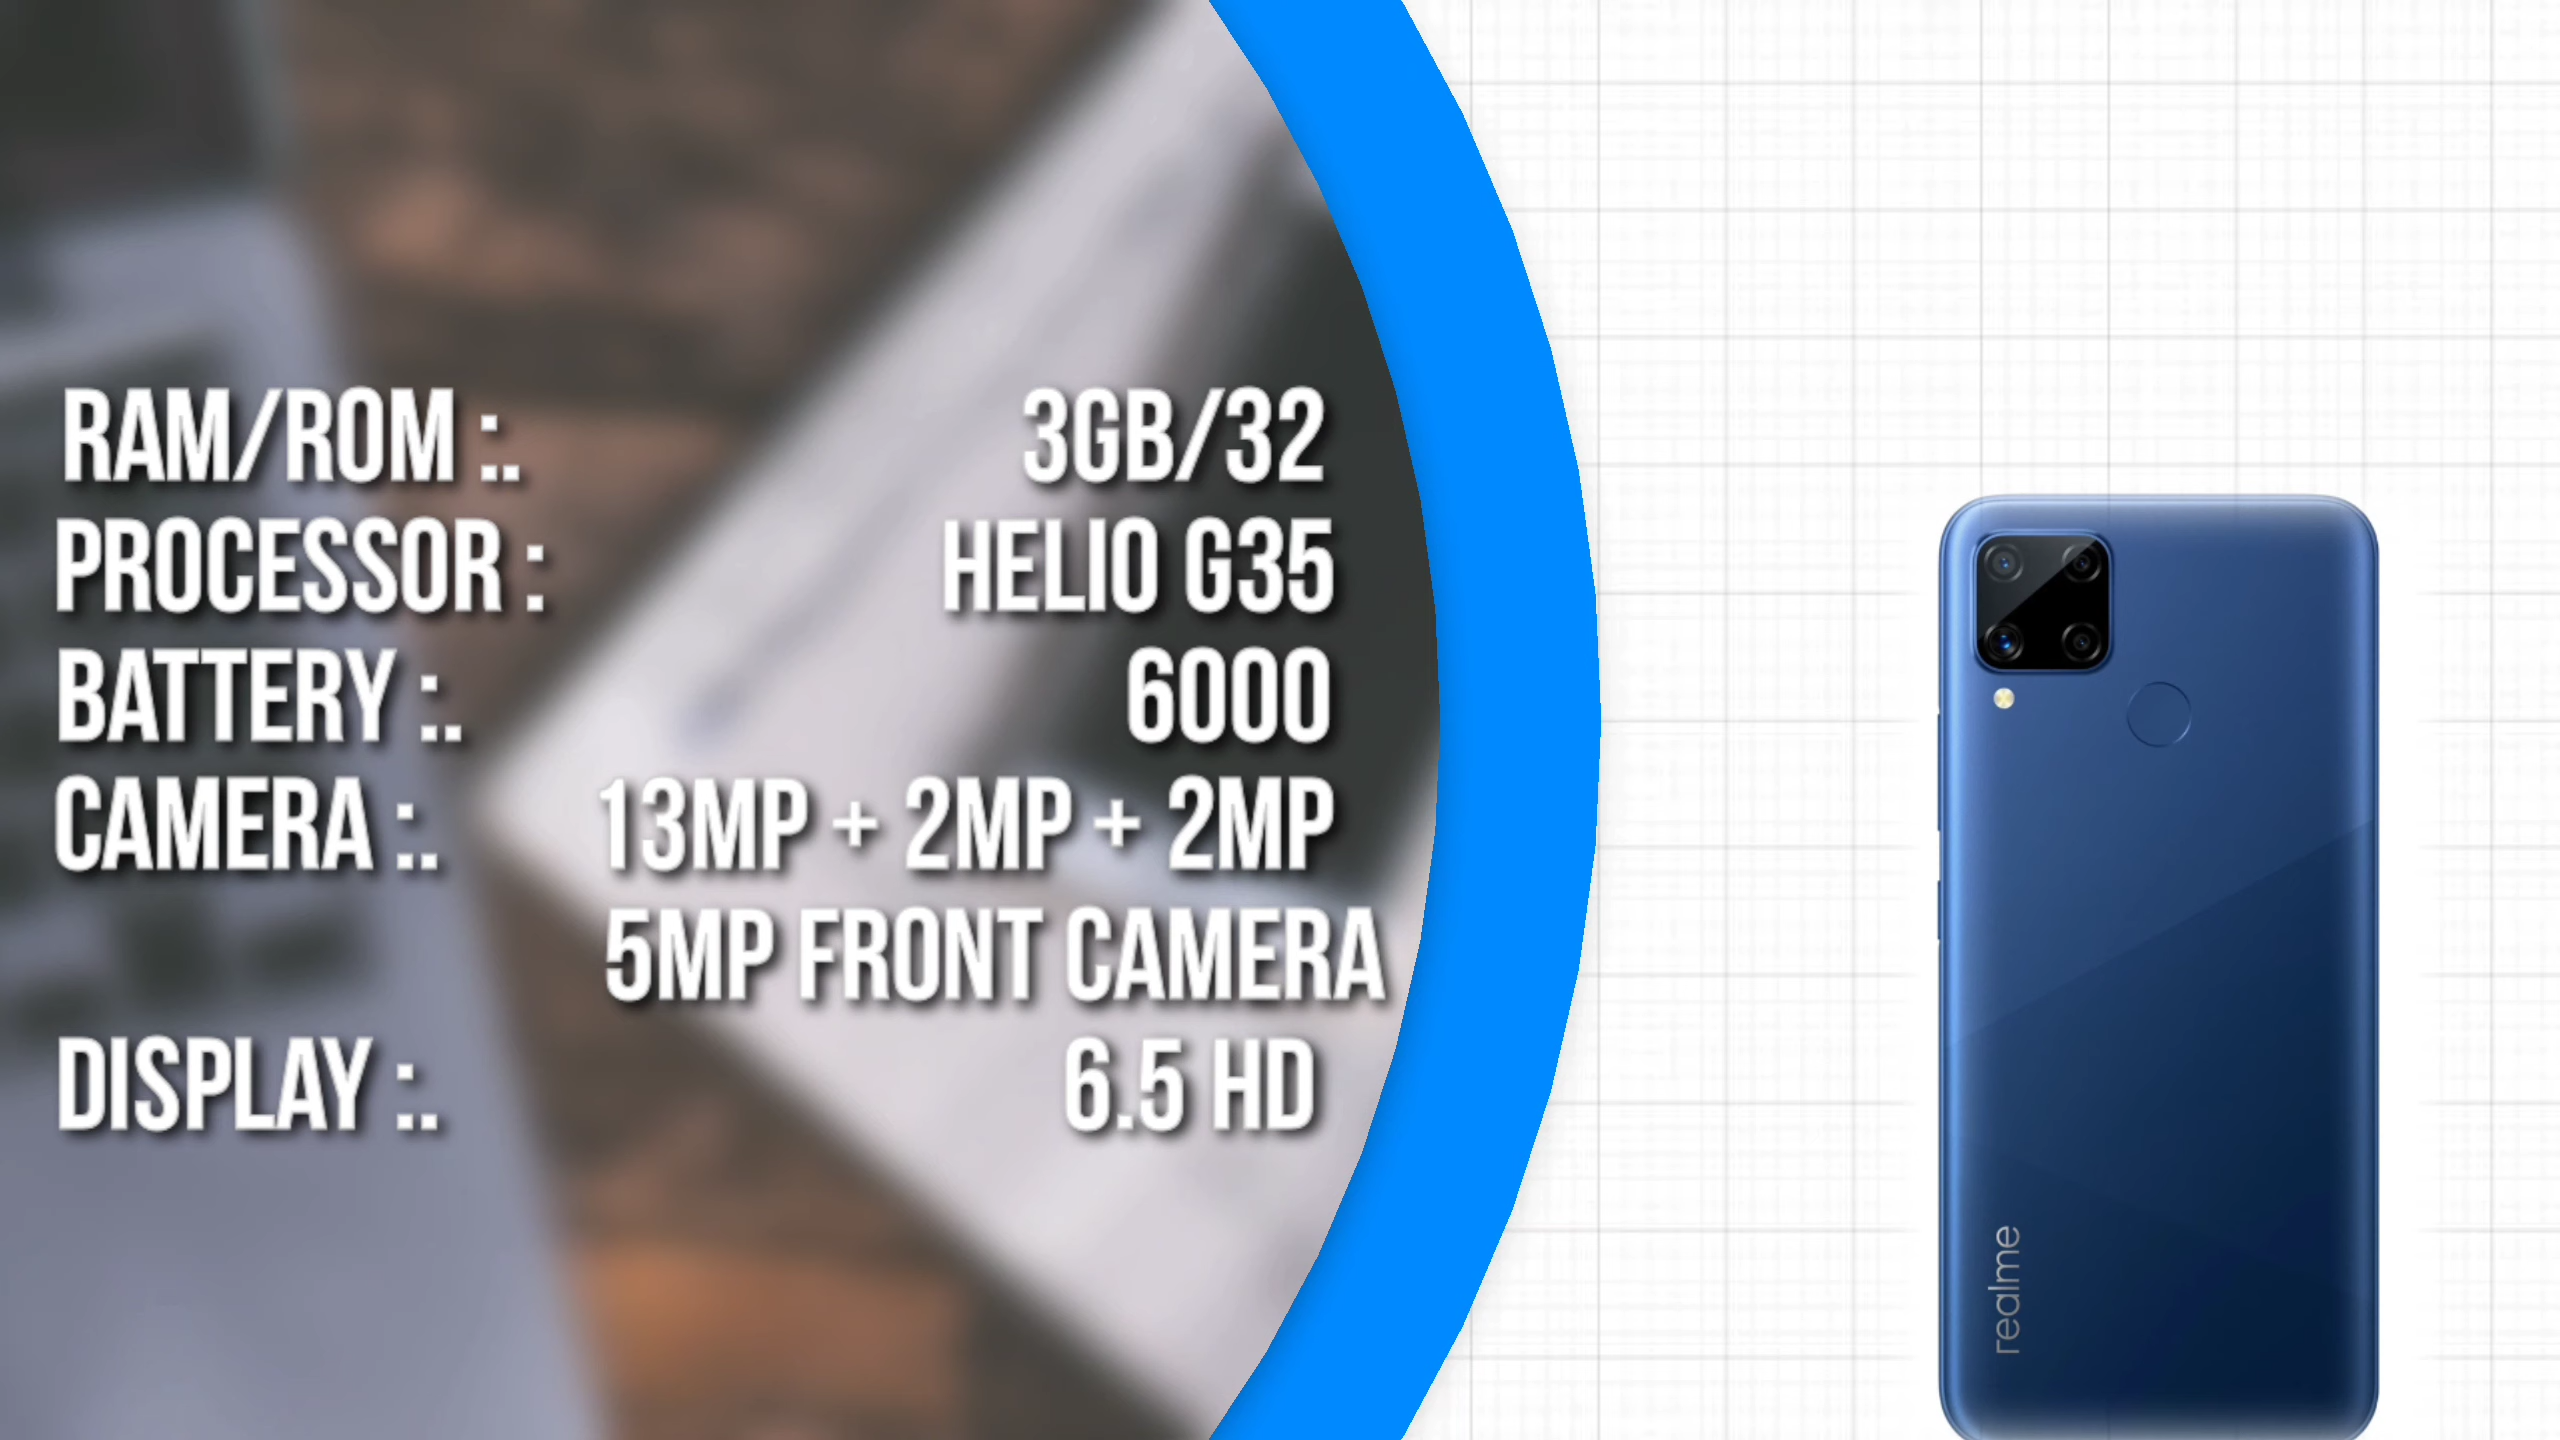 RAM/ROM :. 3GB/32
PROCESSOR : HELIO G35
BATTERY :. 6000
CAMERA :. 13MP + 2MP + 2MP
5MP FRONT CAMERA
DISPLAY :. 6.5 HD
realme